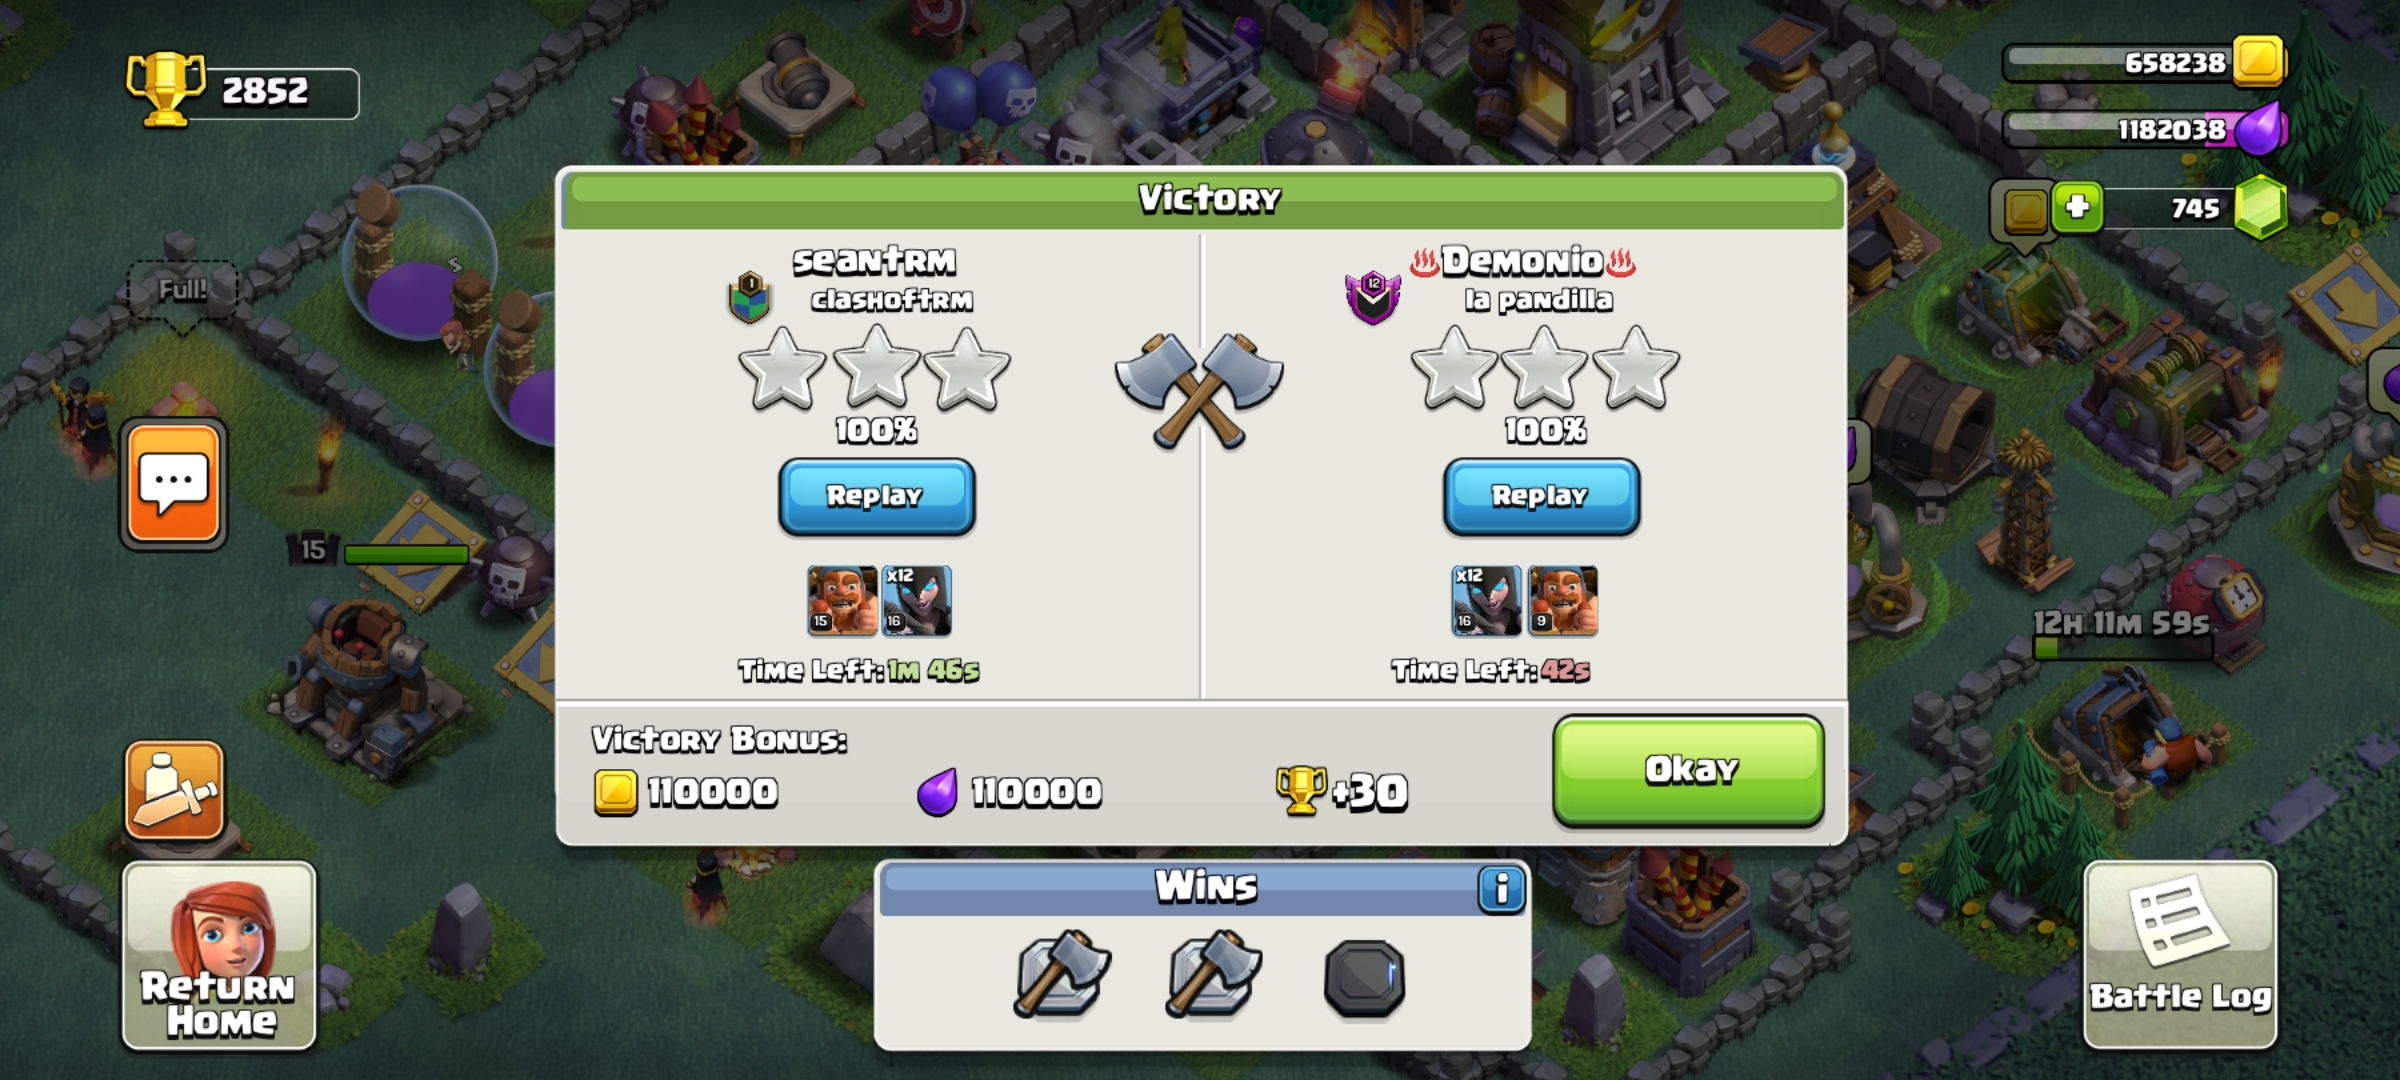 2852
658238
1182038
745
Full!
Victory
seantrm
clashoftrm
♨Demonio♨
la pandilla
1
12
100%
100%
Replay
Replay
x12
15
16
x12
16
9
Time Left:1m 46s
Time Left:42s
15
12H 11M 59s
Victory Bonus:
110000
110000
+30
Okay
Wins
i
Return
Home
Battle Log